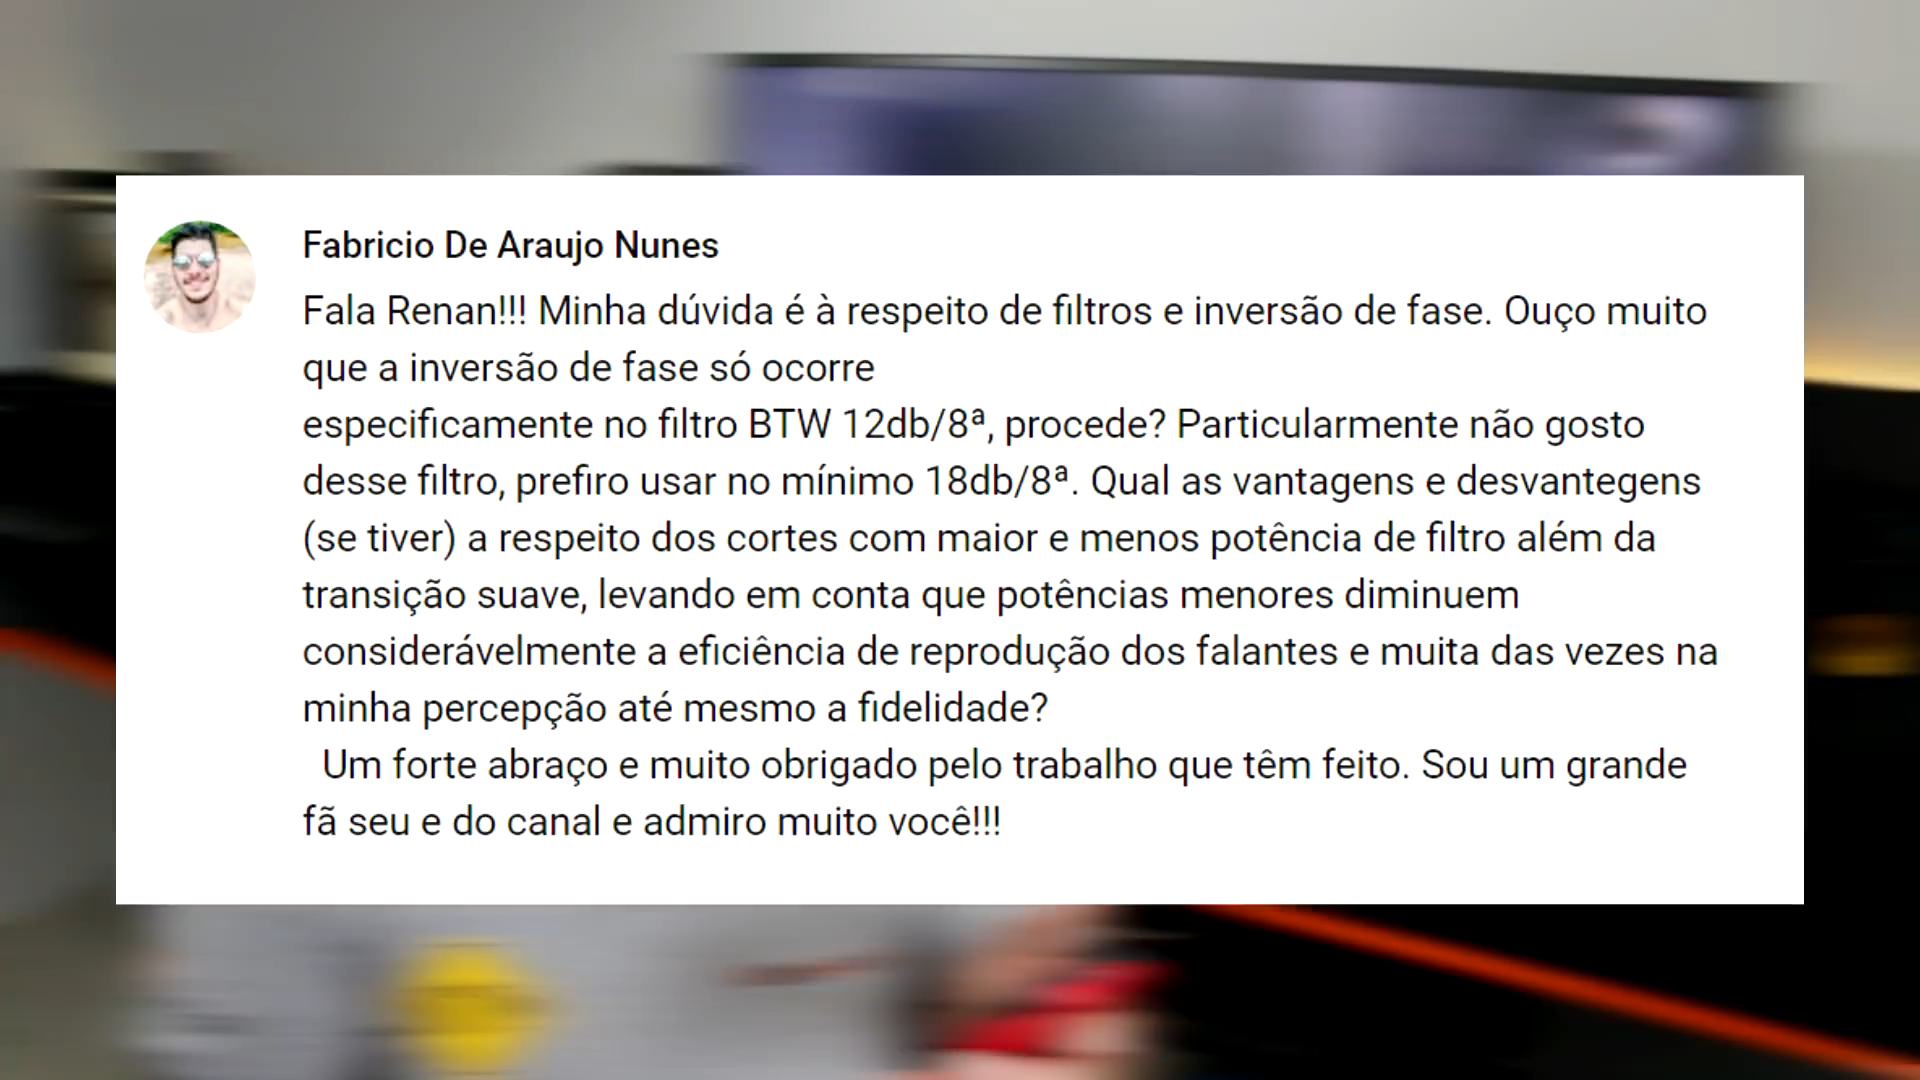 Fabricio De Araujo Nunes
Fala Renan!!! Minha dúvida é à respeito de filtros e inversão de fase. Ouço muito
que a inversão de fase só ocorre
especificamente no filtro BTW 12db/8ª, procede? Particularmente não gosto
desse filtro, prefiro usar no mínimo 18db/8ª. Qual as vantagens e desvantegens
(se tiver) a respeito dos cortes com maior e menos potência de filtro além da
transição suave, levando em conta que potências menores diminuem
considerávelmente a eficiência de reprodução dos falantes e muita das vezes na
minha percepção até mesmo a fidelidade?
Um forte abraço e muito obrigado pelo trabalho que têm feito. Sou um grande
fã seu e do canal e admiro muito você!!!